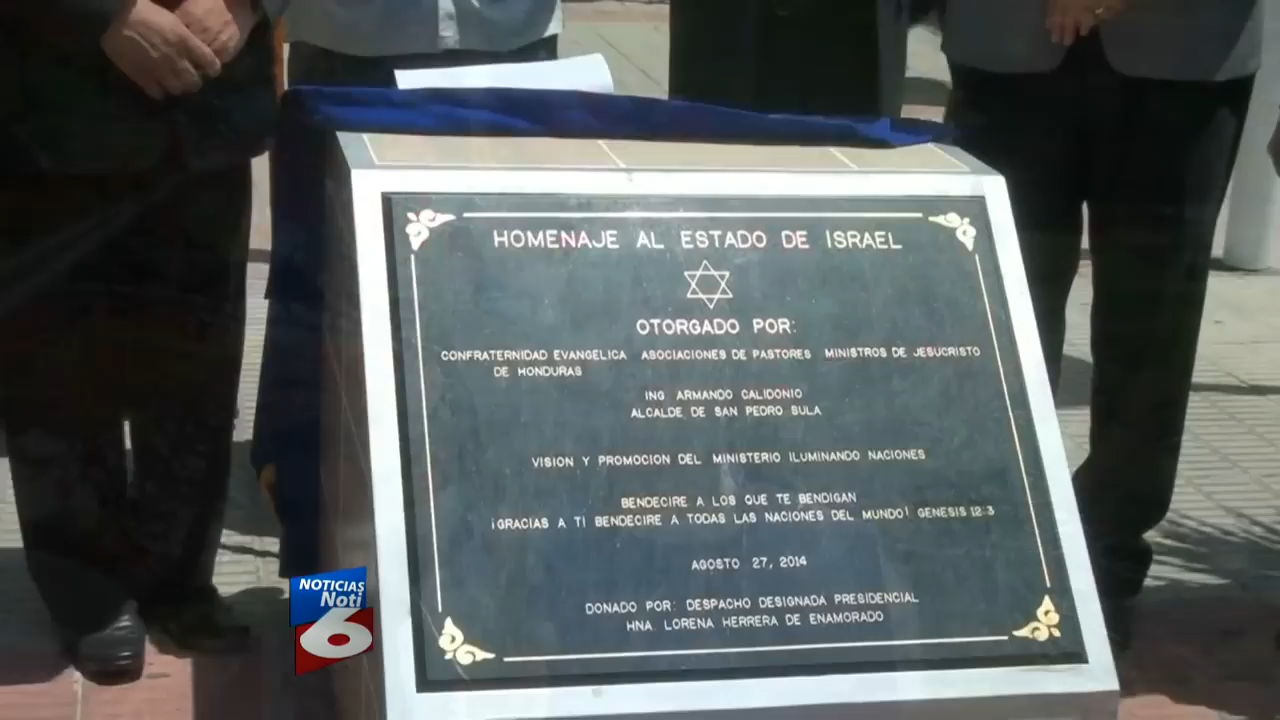 HOMENAJE AL ESTADO DE ISRAEL
OTORGADO POR:
CONFRATERNIDAD EVANGELICA ASOCIACIONES DE PASTORES MINISTROS DE JESUCRISTO
DE HONDURAS
ING ARMANDO CALIDONIO
ALCALDE DE SAN PEDRO SULA
VISION Y PROMOCION DEL MINISTERIO ILUMINANDO NACIONES
BENDECIRE A LOS QUE TE BENDIGAN
¡GRACIAS A TI BENDECIRE A TODAS LAS NACIONES DEL MUNDO! GENESIS 12:3
AGOSTO 27, 2014
DONADO POR: DESPACHO DESIGNADA PRESIDENCIAL
HNA. LORENA HERRERA DE ENAMORADO
NOTICIAS
Noti
6